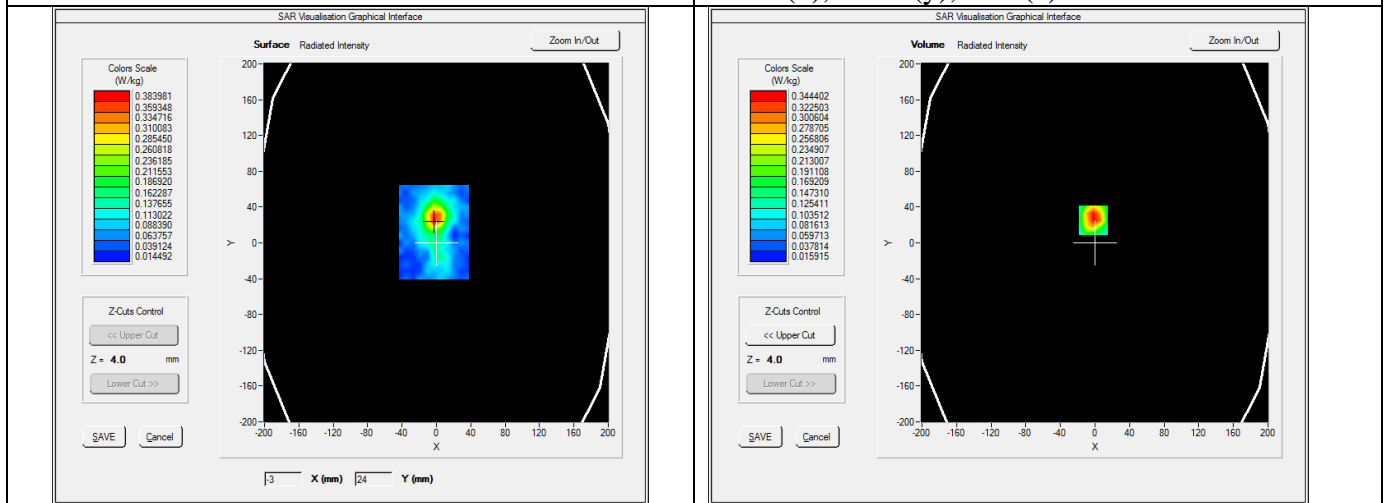 (y),
SAR Visualisation Graphical Interface
Surface Radiated Intensity
Zoom In/Out
Colors Scale
(W/kg)
0.383981
0.359348
0.334716
0.310083
0.285450
0.260818
0.236185
0.211553
0.186920
0.162287
0.137655
0.113022
0.088390
0.063757
0.039124
0.014492
Z-Cuts Control
<< Upper Cut
Z = 4.0 mm
Lower Cut >>
SAVE Cancel
200
160
120
80
40
0
-40
-80
-120
-160
-200
Y
-200 -160 -120 -80 -40 0 40 80 120 160 200
X
-3 X (mm) 24 Y (mm)
SAR Visualisation Graphical Interface
Volume Radiated Intensity
Zoom In/Out
Colors Scale
(W/kg)
0.344402
0.322503
0.300604
0.278705
0.256806
0.234907
0.213007
0.191108
0.169209
0.147310
0.125411
0.103512
0.081613
0.059713
0.037814
0.015915
Z-Cuts Control
<< Upper Cut
Z = 4.0 mm
Lower Cut >>
SAVE Cancel
200
160
120
80
40
0
-40
-80
-120
-160
-200
Y
-200 -160 -120 -80 -40 0 40 80 120 160 200
X